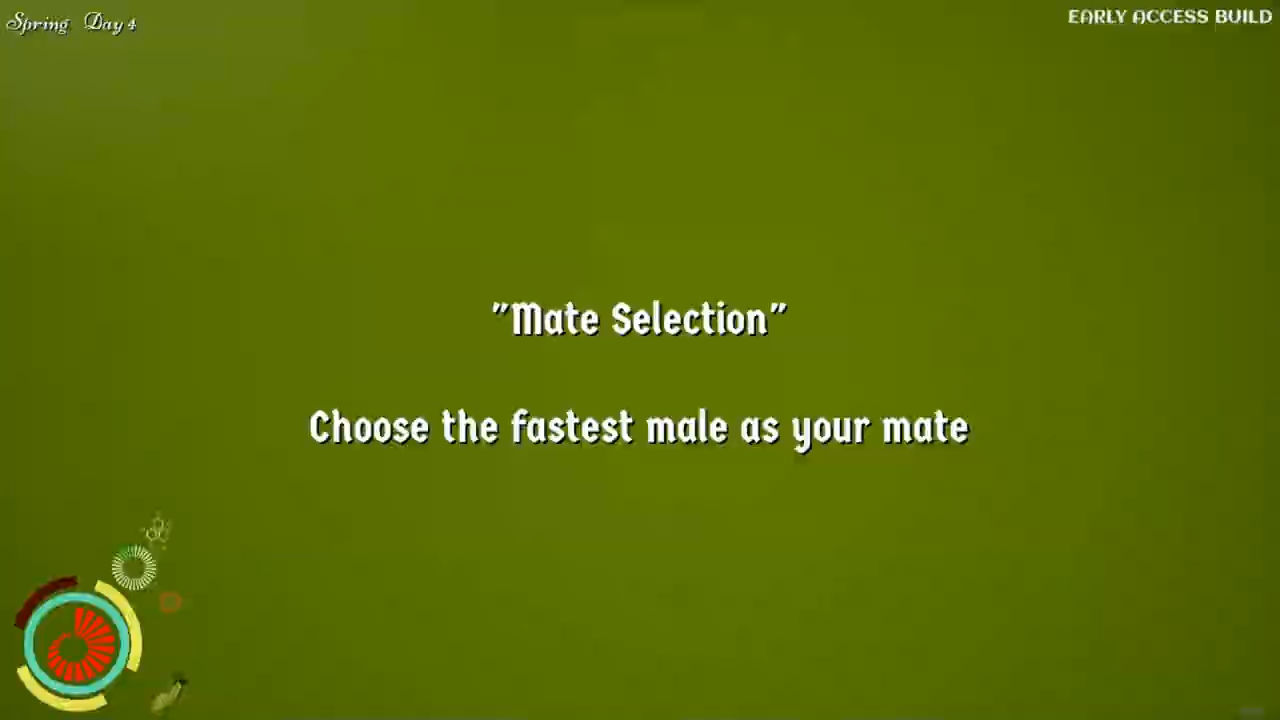 Spring Day 4
EARLY ACCESS BUILD
"Mate Selection"
Choose the fastest male as your mate